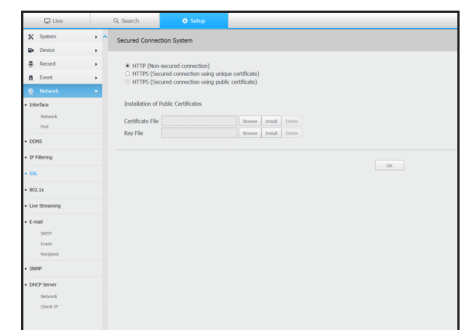 Live
Search
Setup
System
Device
Record
Event
Network
Interface
Network
Port
DDNS
IP Filtering
SSL
802.1x
Live Streaming
E-mail
SMTP
Event
Recipient
SNMP
DHCP Server
Network
Check IP
Secured Connection System
HTTP (Non-secured connection)
HTTPS (Secured connection using unique certificate)
HTTPS (Secured connection using public certificate)
Installation of Public Certificates
Certificate File Browse Install Delete
Key File Browse Install Delete
OK